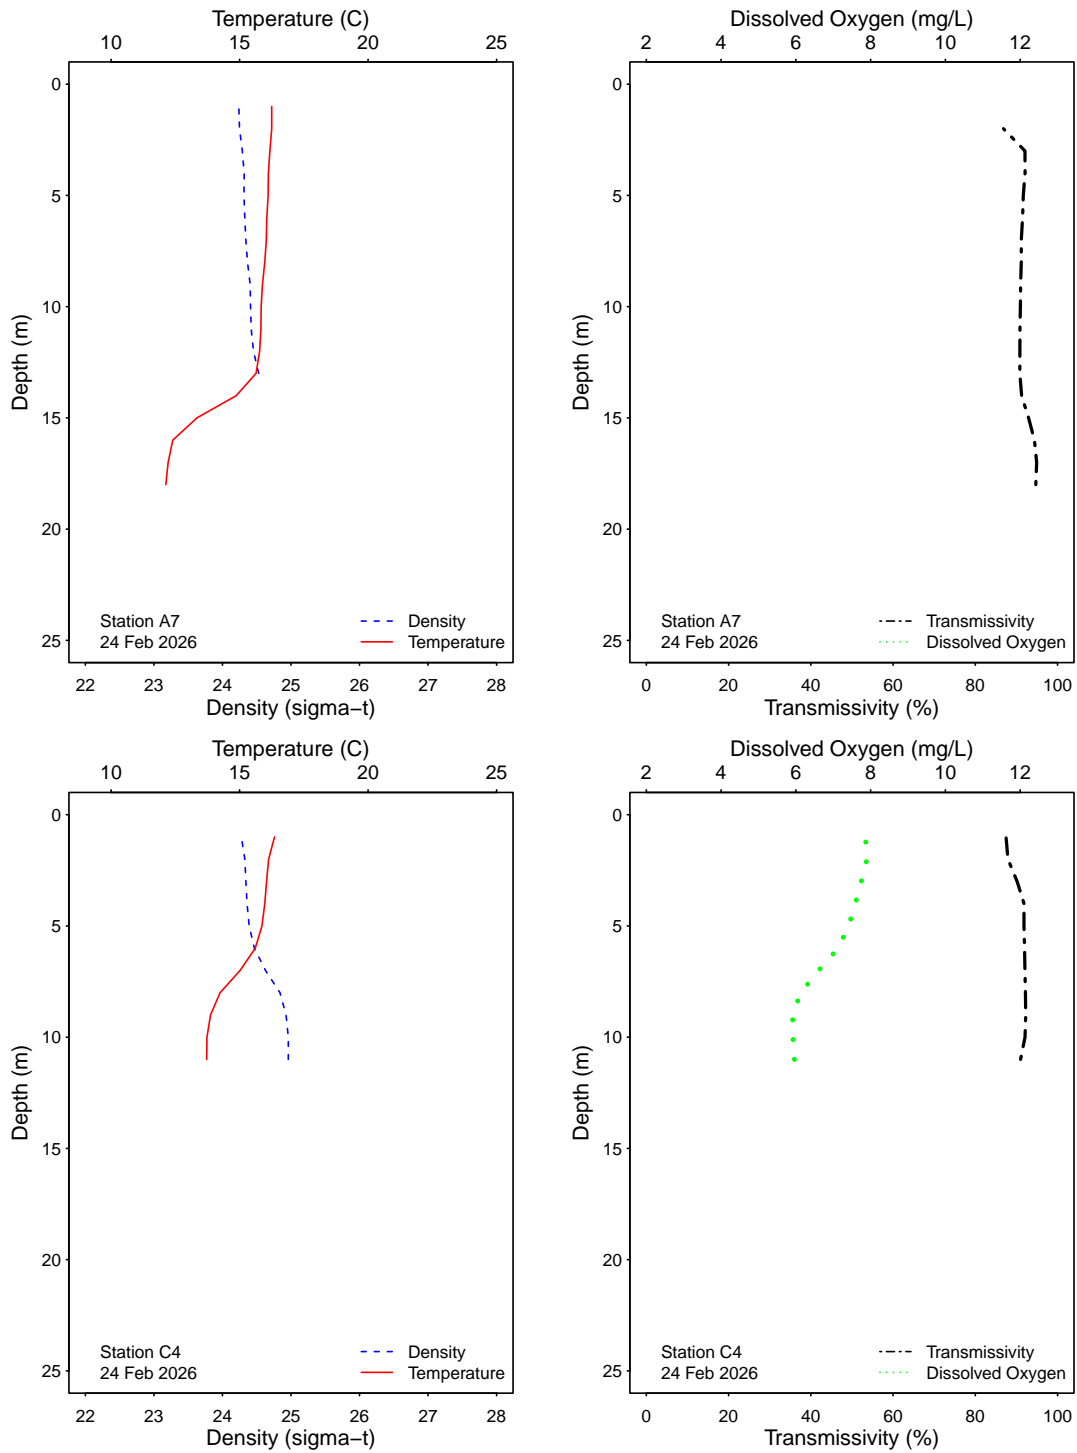 Temperature (C)
10 15 20 25
0
5
10
15
20
25
Depth (m)
Station A7
24 Feb 2026
Density
Temperature
22 23 24 25 26 27 28
Density (sigma−t)
Dissolved Oxygen (mg/L)
2 4 6 8 10 12
0
5
10
15
20
25
Depth (m)
Station A7
24 Feb 2026
Transmissivity
Dissolved Oxygen
0 20 40 60 80 100
Transmissivity (%)
Temperature (C)
10 15 20 25
0
5
10
15
20
25
Depth (m)
Station C4
24 Feb 2026
Density
Temperature
22 23 24 25 26 27 28
Density (sigma−t)
Dissolved Oxygen (mg/L)
2 4 6 8 10 12
0
5
10
15
20
25
Depth (m)
Station C4
24 Feb 2026
Transmissivity
Dissolved Oxygen
0 20 40 60 80 100
Transmissivity (%)